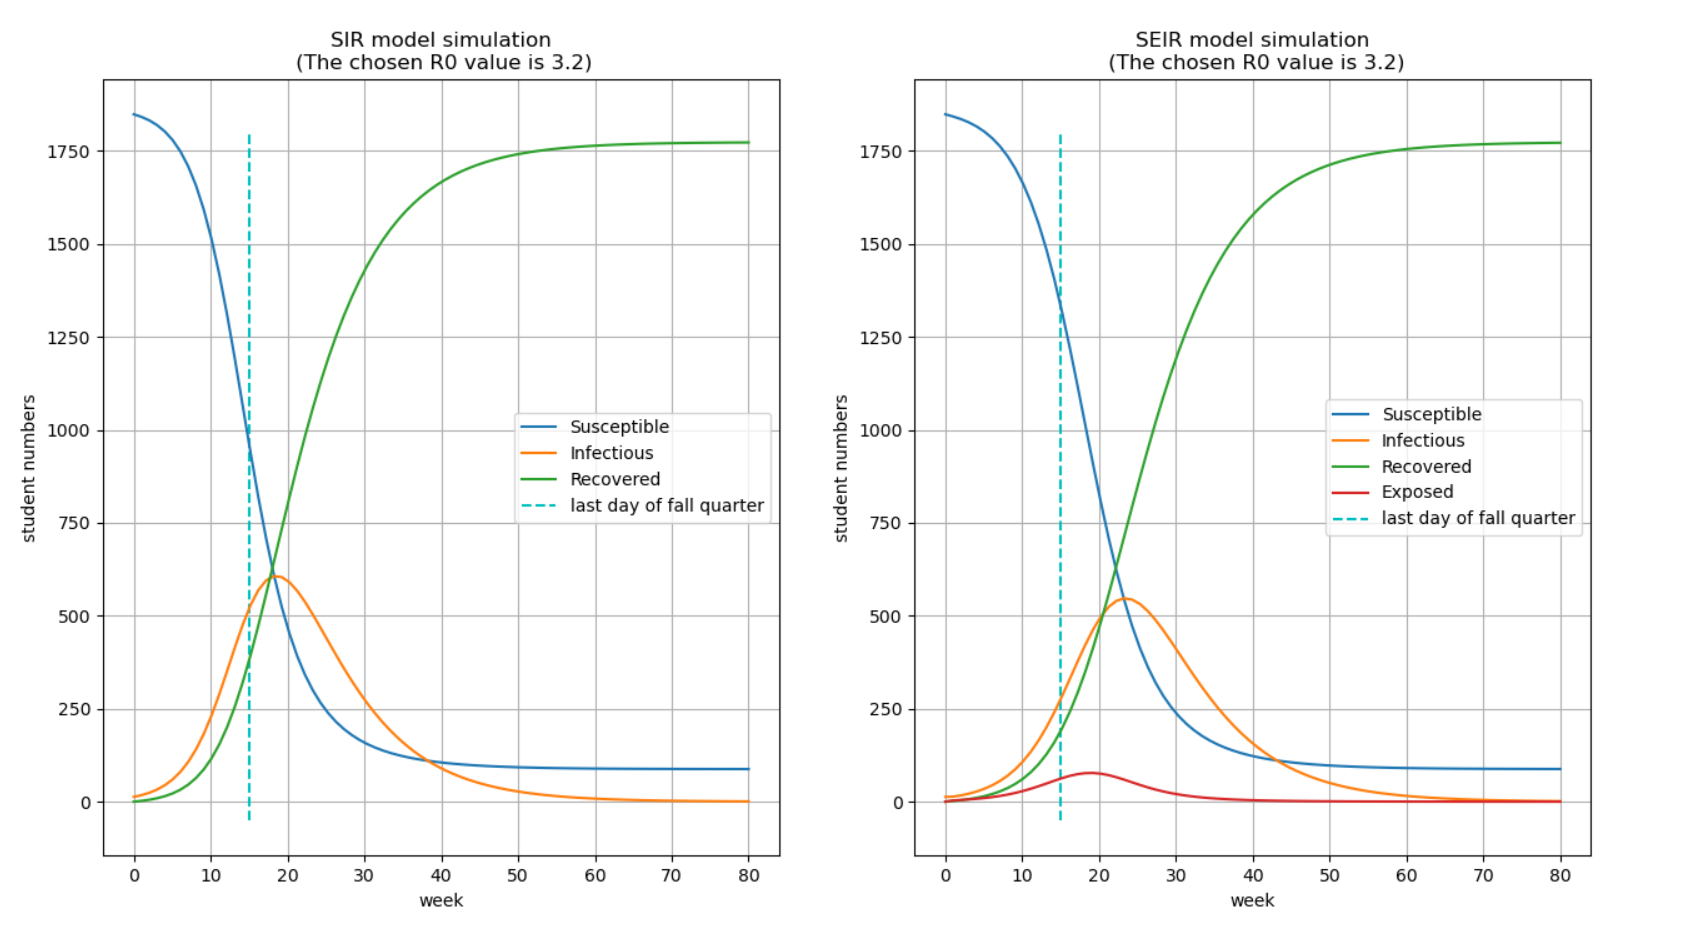 SIR model simulation
(The chosen R0 value is 3.2)
1750
1500
1250
1000
750
500
250
0
student numbers
Susceptible
Infectious
Recovered
last day of fall quarter
0 10 20 30 40 50 60 70 80
week
SEIR model simulation
(The chosen R0 value is 3.2)
1750
1500
1250
1000
750
500
250
0
student numbers
Susceptible
Infectious
Recovered
Exposed
last day of fall quarter
0 10 20 30 40 50 60 70 80
week